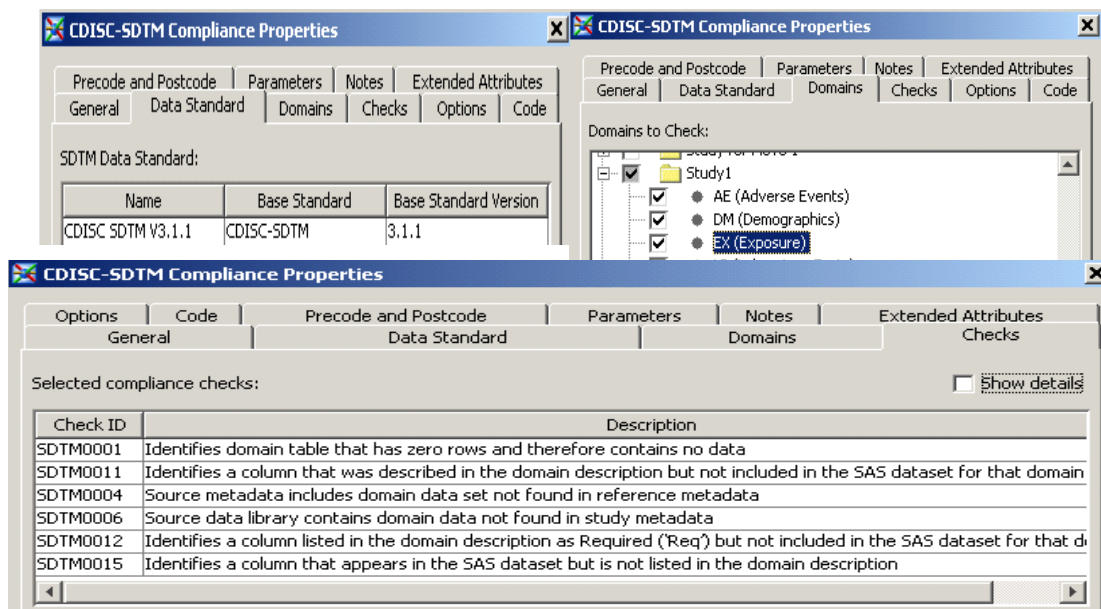 CDISC-SDTM Compliance Properties
Precode and Postcode Parameters Notes Extended Attributes
General Data Standard Domains Checks Options Code
SDTM Data Standard:
Name Base Standard Base Standard Version
CDISC SDTM V3.1.1 CDISC-SDTM 3.1.1
CDISC-SDTM Compliance Properties
Precode and Postcode Parameters Notes Extended Attributes
General Data Standard Domains Checks Options Code
Domains to Check:
Study1
AE (Adverse Events)
DM (Demographics)
EX (Exposure)
CDISC-SDTM Compliance Properties
Options Code Precode and Postcode Parameters Notes Extended Attributes
General Data Standard Domains Checks
Selected compliance checks: Show details
Check ID Description
SDTM0001 Identifies domain table that has zero rows and therefore contains no data
SDTM0011 Identifies a column that was described in the domain description but not included in the SAS dataset for that domain
SDTM0004 Source metadata includes domain data set not found in reference metadata
SDTM0006 Source data library contains domain data not found in study metadata
SDTM0012 Identifies a column listed in the domain description as Required ('Req') but not included in the SAS dataset for that
SDTM0015 Identifies a column that appears in the SAS dataset but is not listed in the domain description